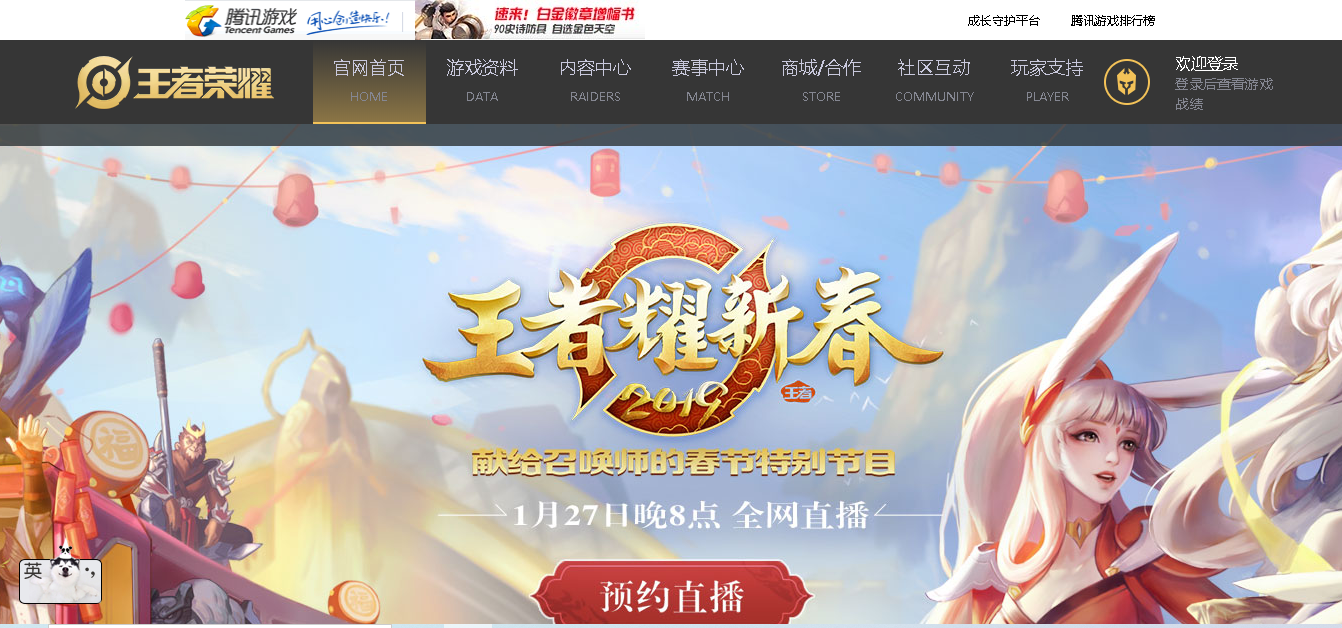 腾讯游戏
Tencent Games
用心创造快乐！
速来！白金徽章增幅书
90史诗防具 自选金色天空
成长守护平台
腾讯游戏排行榜
王者荣耀
官网首页
HOME
游戏资料
DATA
内容中心
RAIDERS
赛事中心
MATCH
商城/合作
STORE
社区互动
COMMUNITY
玩家支持
PLAYER
欢迎登录
登录后查看游戏
战绩
王者耀新春
2019
王者
献给召唤师的春节特别节目
1月27日晚8点 全网直播
福
英 •,
预约直播